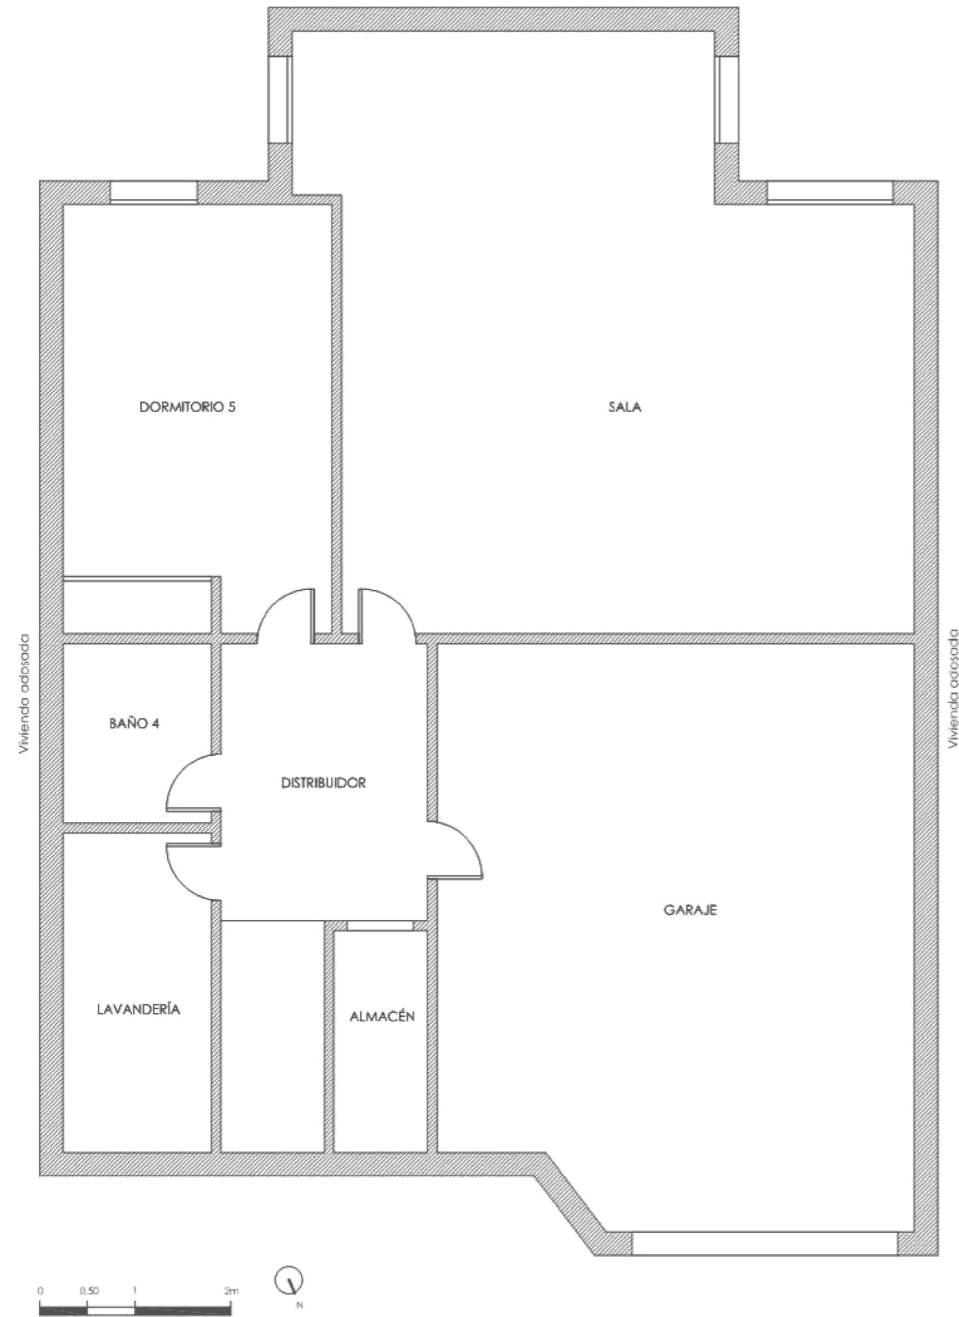 DORMITORIO 5
SALA
Vivienda adosada
Vivienda adosada
BAÑO 4
DISTRIBUIDOR
GARAJE
LAVANDERÍA
ALMACÉN
0 0,50 1 2m
N